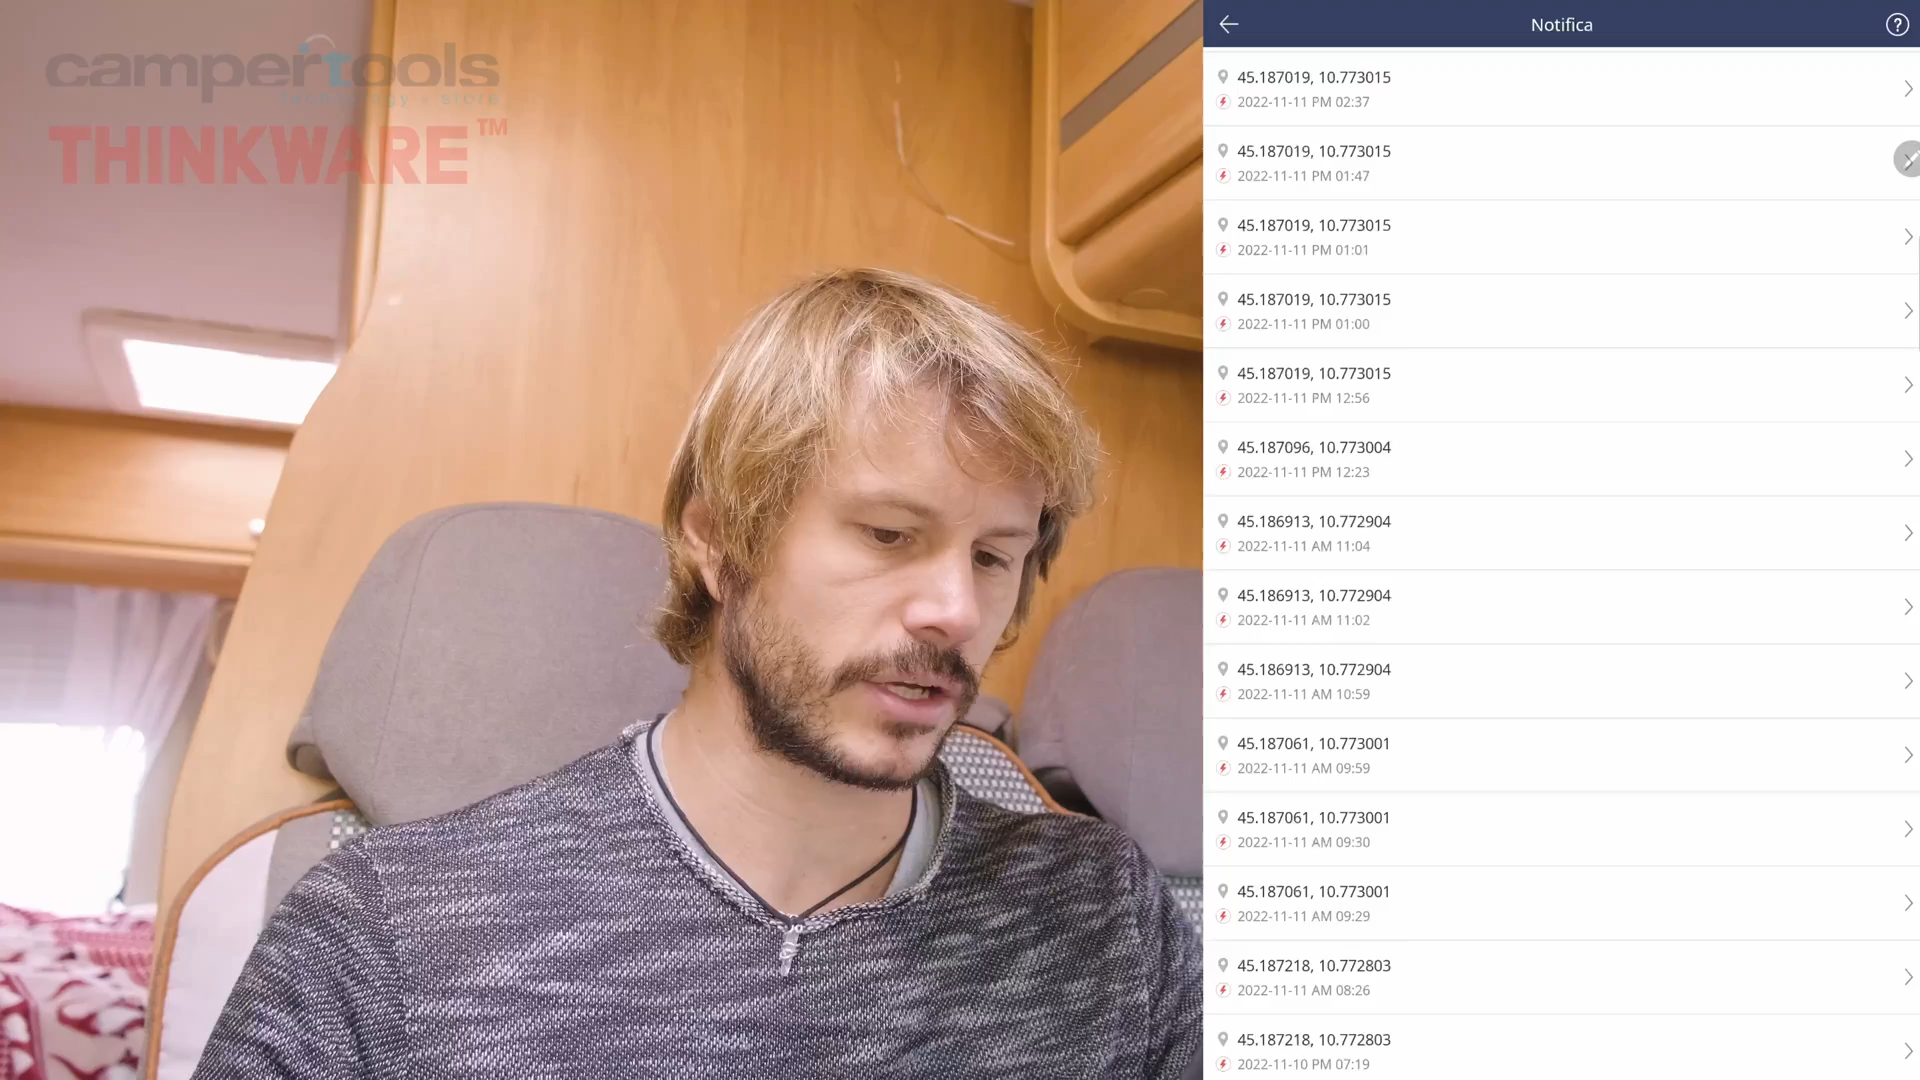 campertools
Technology - store
THINKWARE™
Notifica
?
45.187019, 10.773015
2022-11-11 PM 02:37
45.187019, 10.773015
2022-11-11 PM 01:47
45.187019, 10.773015
2022-11-11 PM 01:01
45.187019, 10.773015
2022-11-11 PM 01:00
45.187019, 10.773015
2022-11-11 PM 12:56
45.187096, 10.773004
2022-11-11 PM 12:23
45.186913, 10.772904
2022-11-11 AM 11:04
45.186913, 10.772904
2022-11-11 AM 11:02
45.186913, 10.772904
2022-11-11 AM 10:59
45.187061, 10.773001
2022-11-11 AM 09:59
45.187061, 10.773001
2022-11-11 AM 09:30
45.187061, 10.773001
2022-11-11 AM 09:29
45.187218, 10.772803
2022-11-11 AM 08:26
45.187218, 10.772803
2022-11-10 PM 07:19